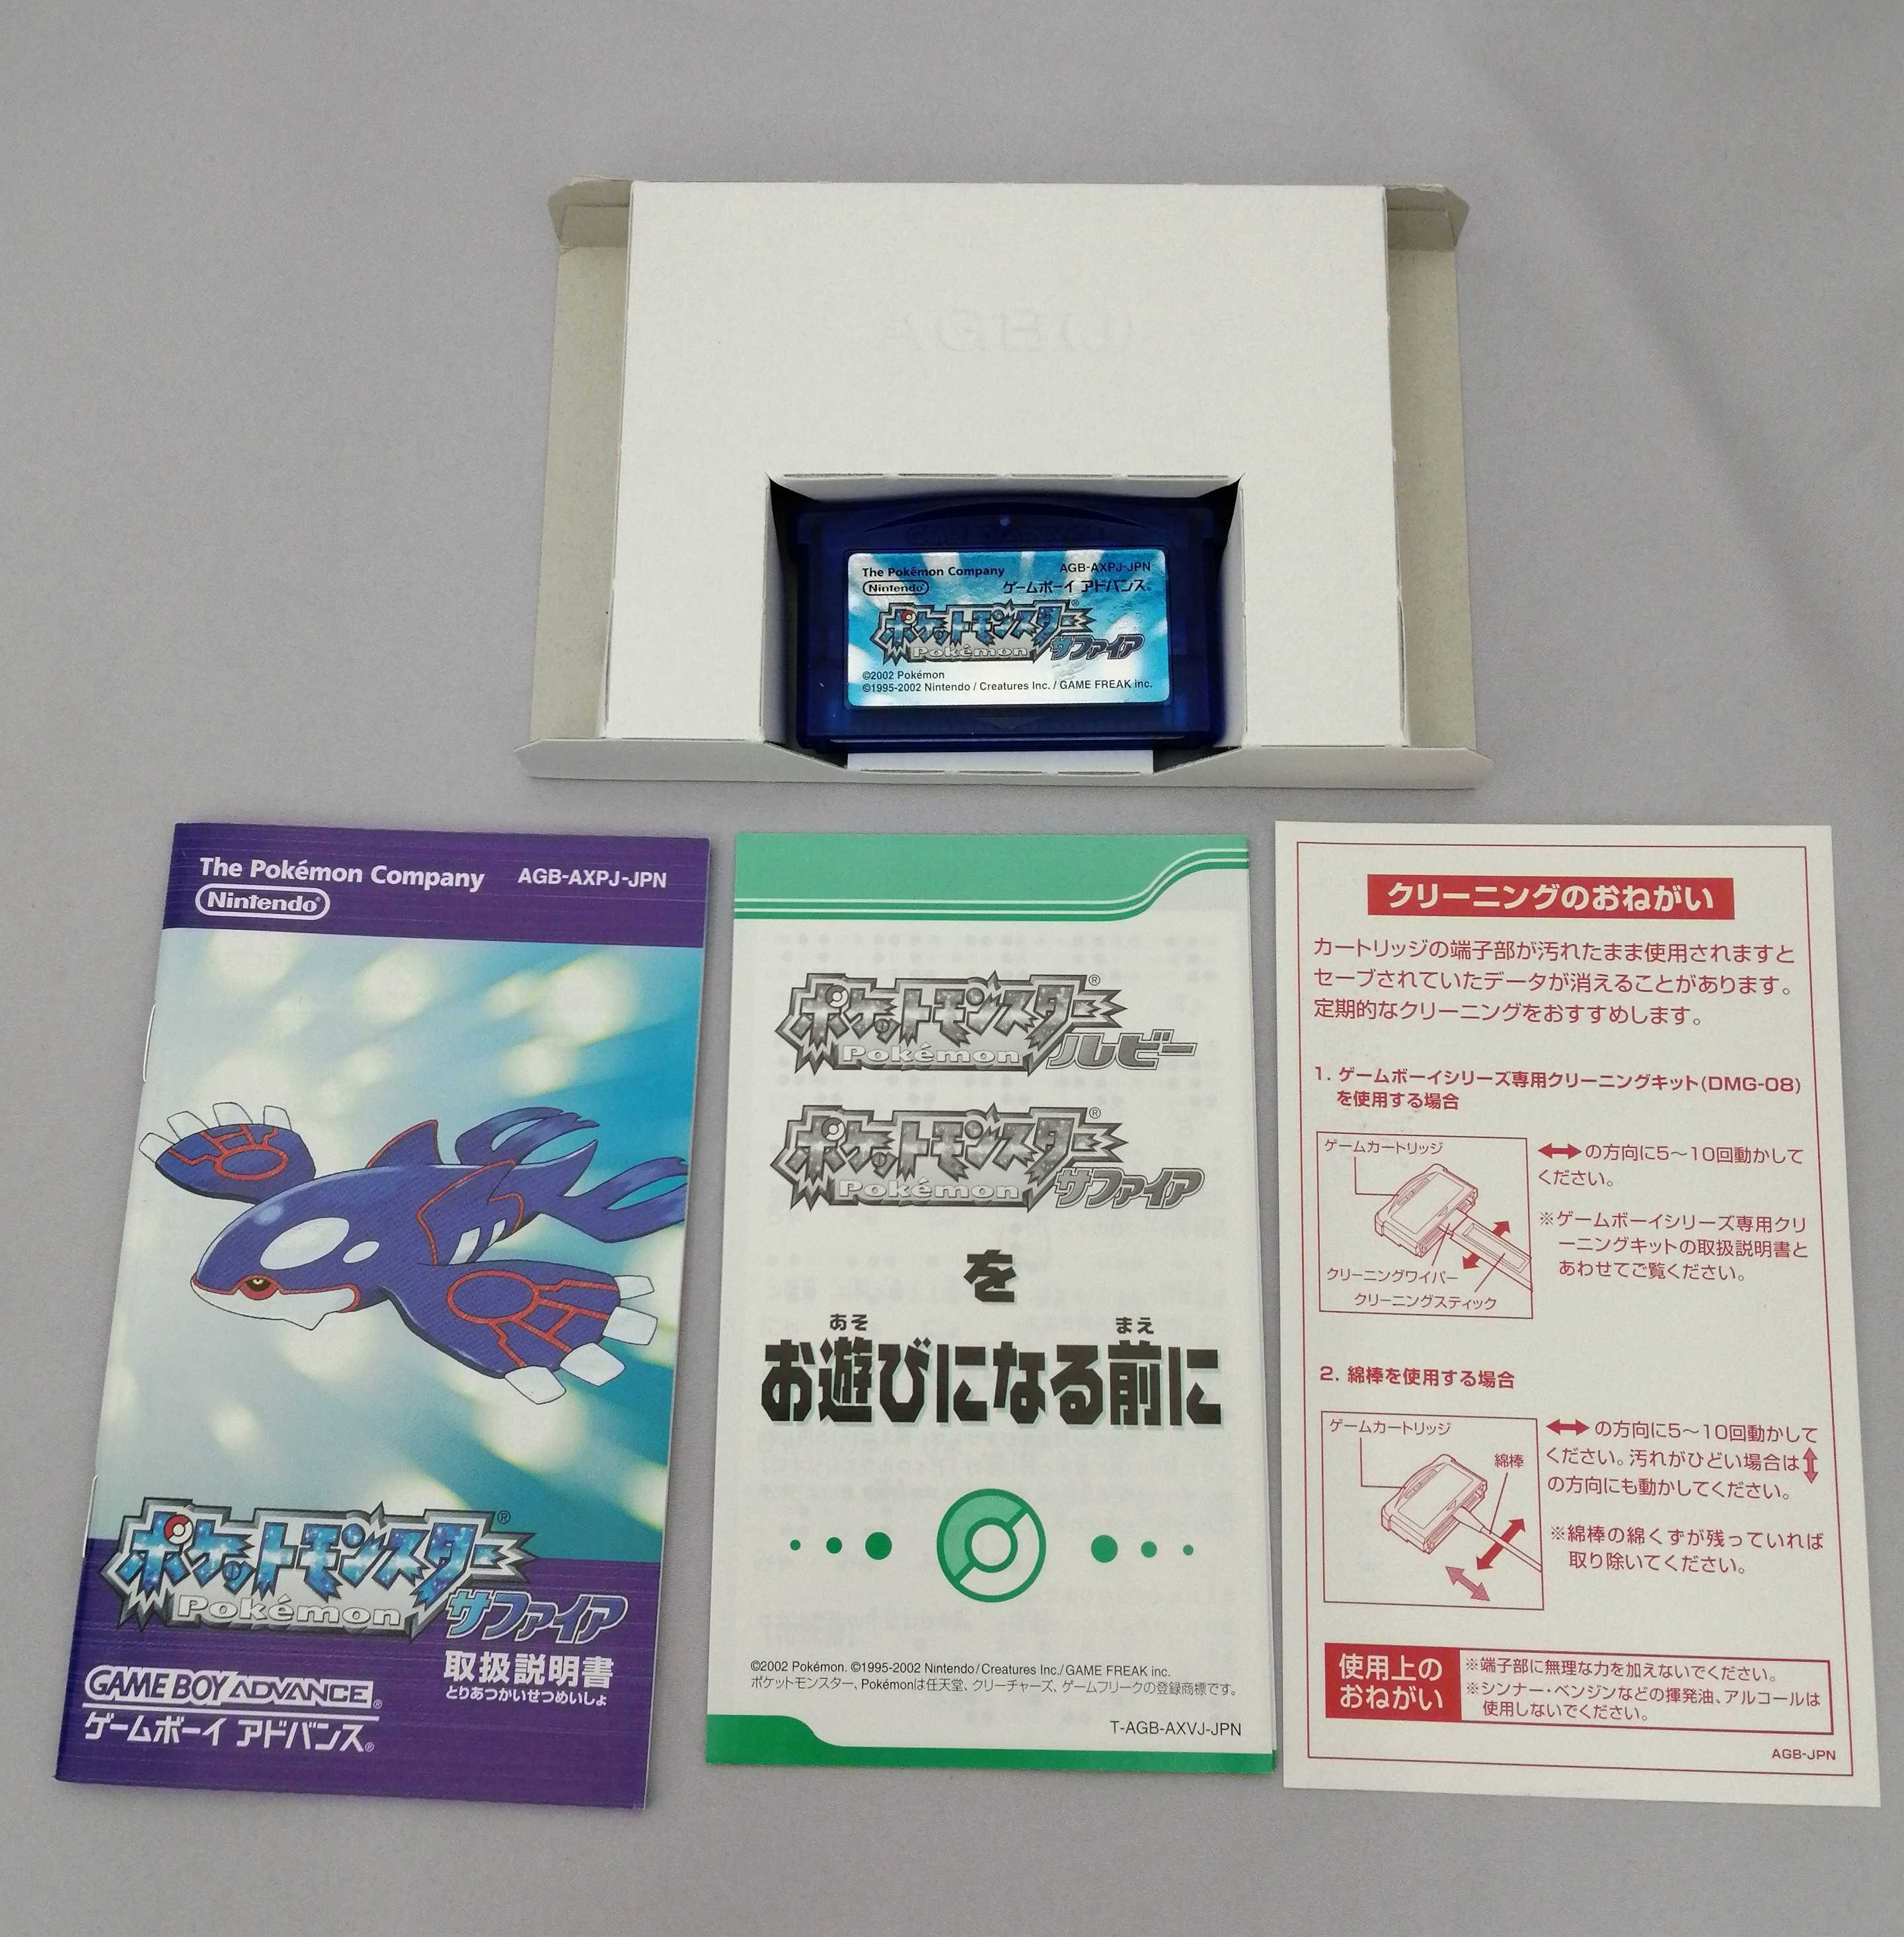 The Pokémon Company AGB-AXPJ-JPN
Nintendo ゲームボーイ アドバンス
ポケットモンスター
Pokémon サファイア
©2002 Pokémon
©1995-2002 Nintendo / Creatures Inc. / GAME FREAK inc.
The Pokémon Company AGB-AXPJ-JPN
Nintendo
ポケットモンスター
Pokémon サファイア
取扱説明書
とりあつかいせつめいしょ
GAME BOY ADVANCE
ゲームボーイ アドバンス
ポケットモンスター
Pokémon ルビー
ポケットモンスター
Pokémon サファイア
を
あそ まえ
お遊びになる前に
©2002 Pokémon. ©1995-2002 Nintendo/Creatures Inc./GAME FREAK inc.
ポケットモンスター、Pokémonは任天堂、クリーチャーズ、ゲームフリークの登録商標です。
T-AGB-AXVJ-JPN
クリーニングのおねがい
カートリッジの端子部が汚れたまま使用されますと
セーブされていたデータが消えることがあります。
定期的なクリーニングをおすすめします。
1. ゲームボーイシリーズ専用クリーニングキット(DMG-08)
を使用する場合
ゲームカートリッジ
クリーニングワイパー
クリーニングスティック
↔の方向に5〜10回動かして
ください。
※ゲームボーイシリーズ専用クリ
ーニングキットの取扱説明書と
あわせてご覧ください。
2. 綿棒を使用する場合
ゲームカートリッジ
綿棒
↔の方向に5〜10回動かして
ください。汚れがひどい場合は↕
の方向にも動かしてください。
※綿棒の綿くずが残っていれば
取り除いてください。
使用上の
おねがい
※端子部に無理な力を加えないでください。
※シンナー・ベンジンなどの揮発油、アルコールは
使用しないでください。
AGB-JPN